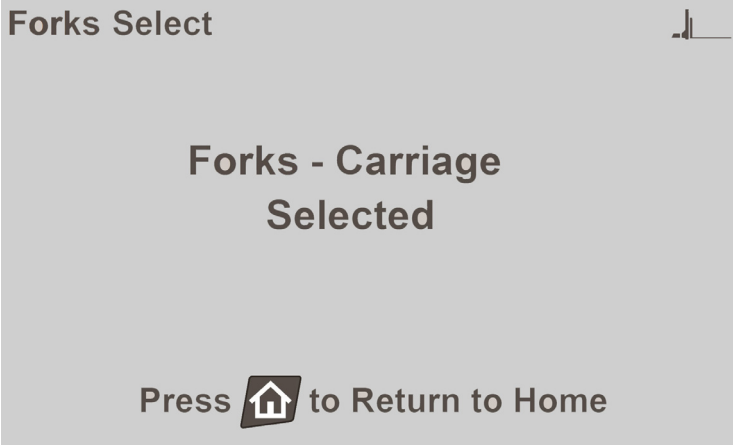 Forks Select
Forks - Carriage
Selected
Press to Return to Home